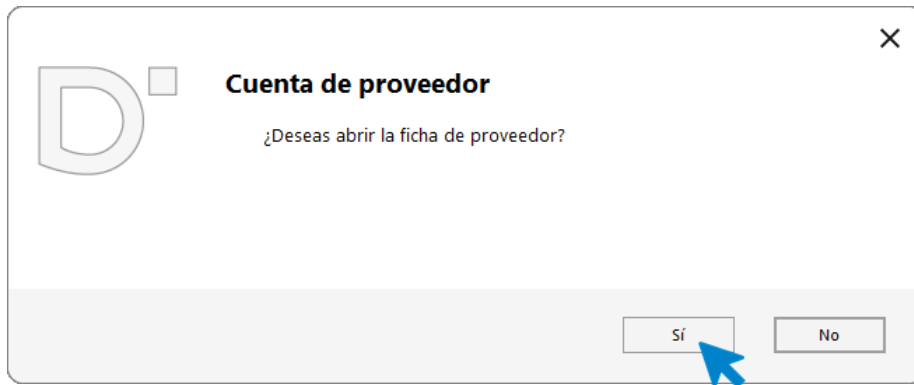 Cuenta de proveedor
¿Deseas abrir la ficha de proveedor?
Sí No